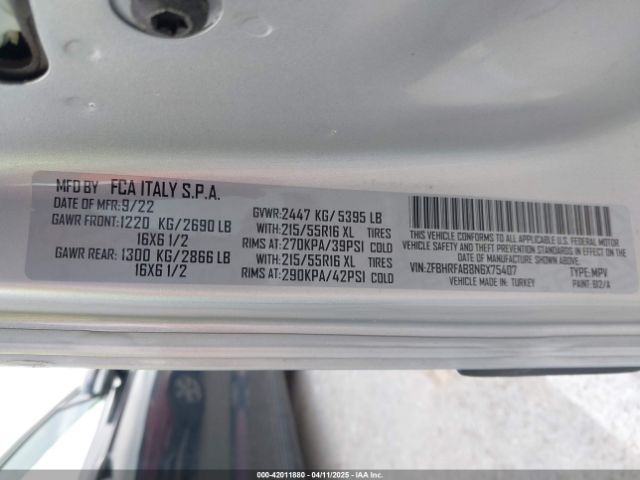 MFD BY FCA ITALY S.P.A.
DATE OF MFR: 9/22
GAWR FRONT: 1220 KG/2690 LB
16X6 1/2
GAWR REAR: 1300 KG/2866 LB
16X6 1/2
GVWR: 2447 KG/ 5395 LB
WITH: 215/55R16 XL TIRES
RIMS AT: 270KPA/39PSI COLD
WITH: 215/55R16 XL TIRES
RIMS AT: 290KPA/42PSI COLD
THIS VEHICLE CONFORMS TO ALL APPLICABLE U.S. FEDERAL MOTOR
VEHICLE SAFETY STANDARDS IN EFFECT ON THE DATE OF MANUFACTURE
SHOWN ABOVE.
VIN: ZFBHRFAB8N6X75407 TYPE: MPV
VEHICLE MADE IN: TURKEY PAINT: 612/A
000-42011880 - 04/11/2025 - IAA Inc.